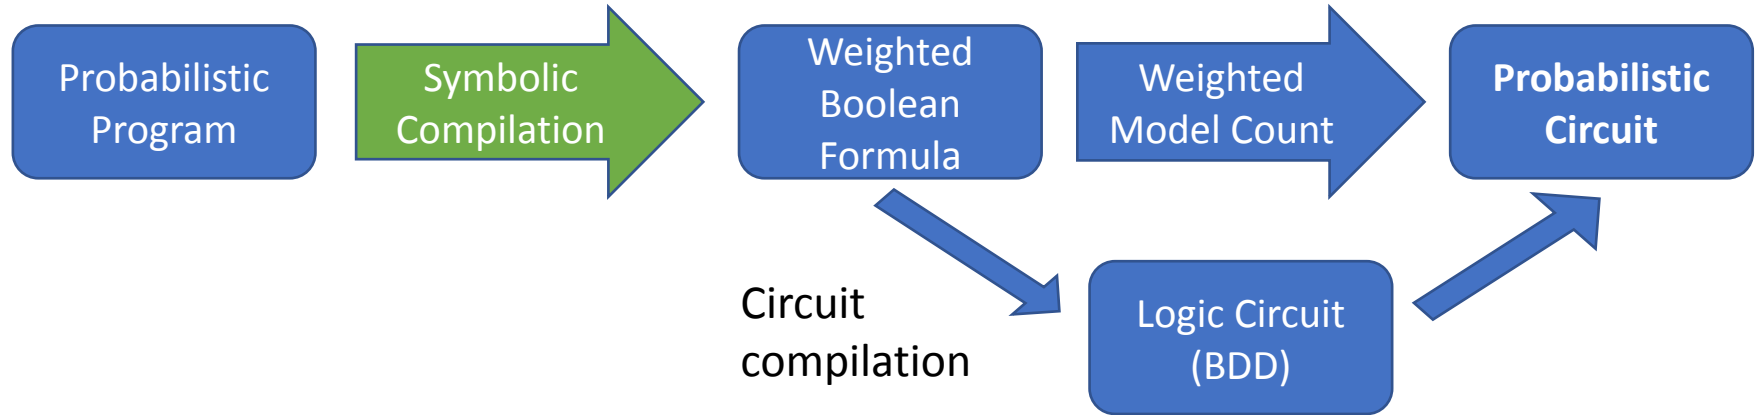 Probabilistic
Program
Symbolic
Compilation
Weighted
Boolean
Formula
Weighted
Model Count
Probabilistic
Circuit
Circuit
compilation
Logic Circuit
(BDD)